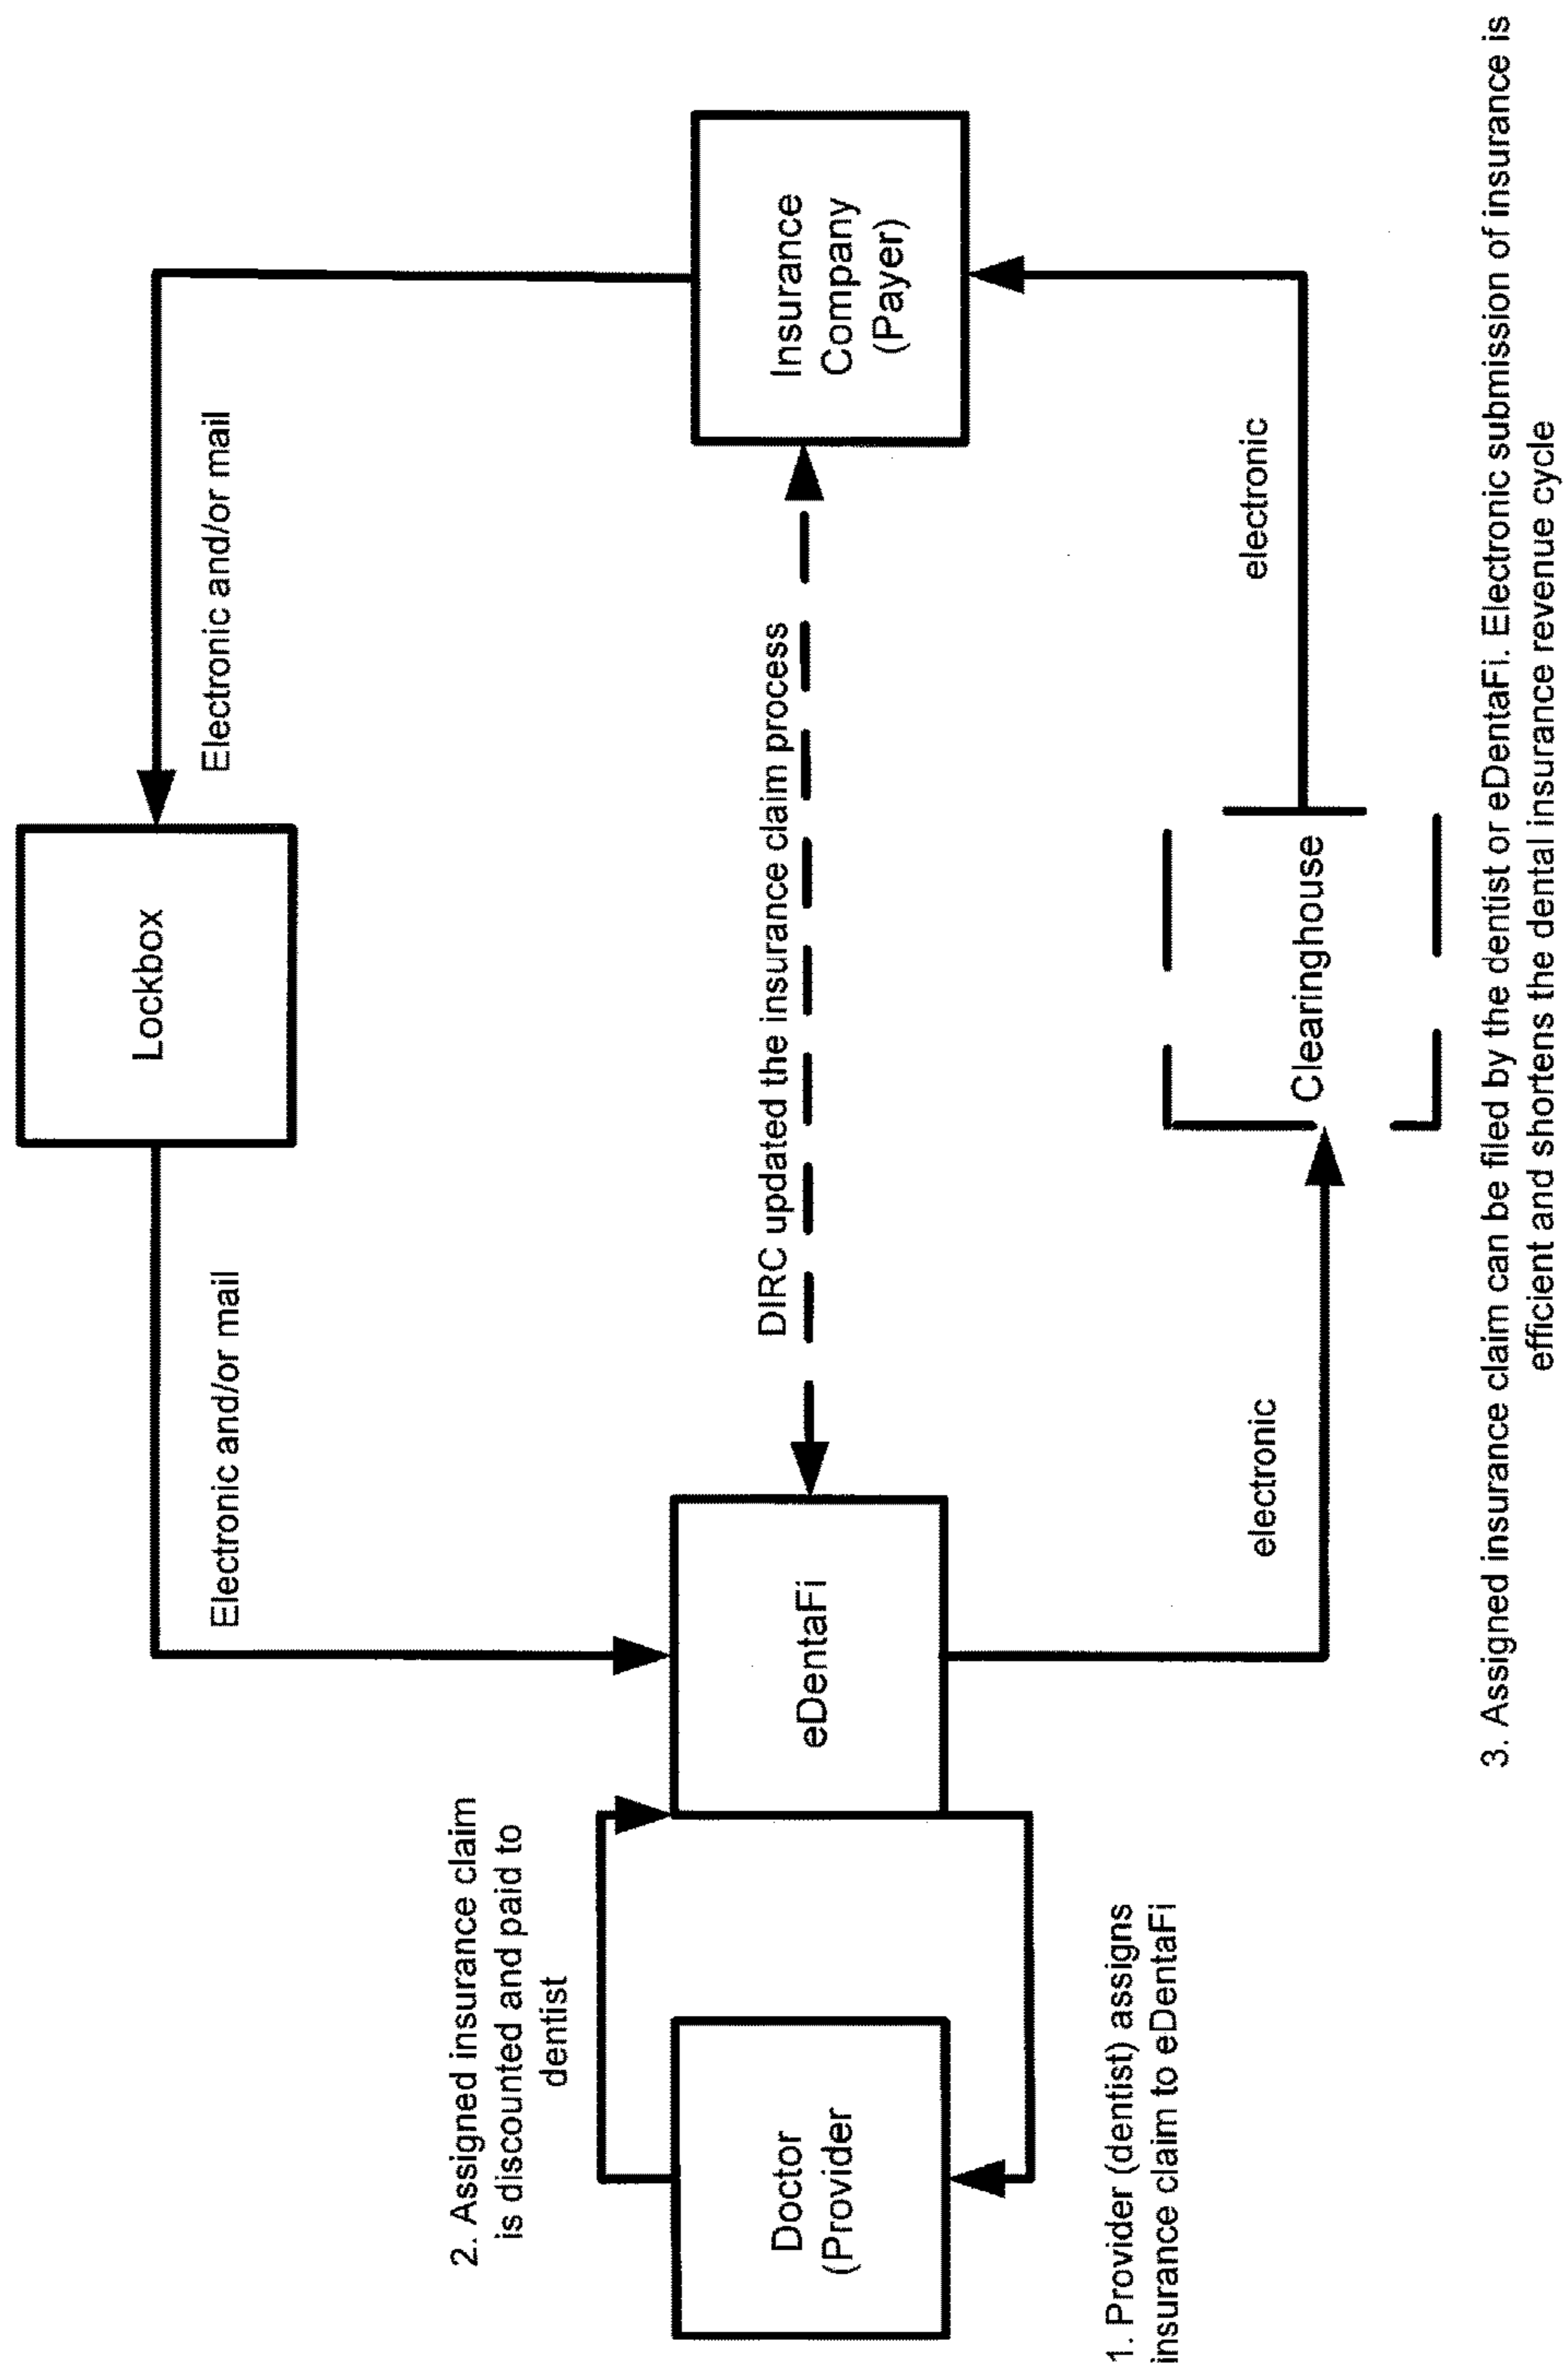 Lockbox
Electronic and/or mail
Electronic and/or mail
2. Assigned insurance claim
is discounted and paid to
dentist
DIRC updated the insurance claim process
Doctor
(Provider
eDentaFi
Insurance
Company
(Payer)
1. Provider (dentist) assigns
insurance claim to eDentaFi
electronic
Clearinghouse
electronic
3. Assigned insurance claim can be filed by the dentist or eDentaFi. Electronic submission of insurance is
efficient and shortens the dental insurance revenue cycle